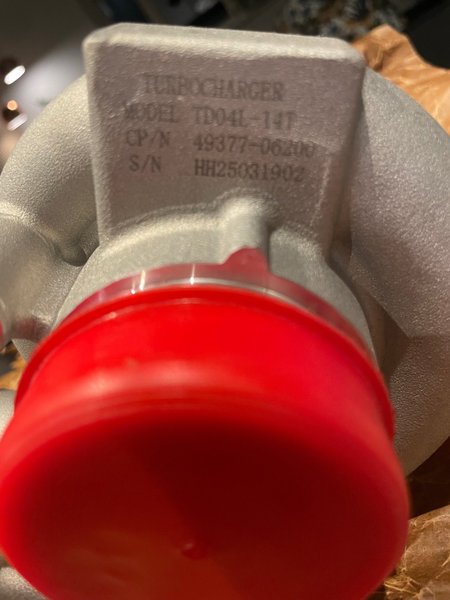 TURBOCHARGER
MODEL TD04L-14T
CP/N 49377-06200
S/N HH25031902